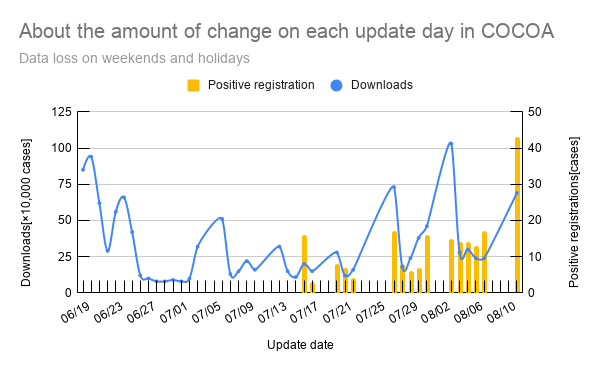 About the amount of change on each update day in COCOA
Data loss on weekends and holidays
Positive registration Downloads
Downloads[×10,000 cases]
125
100
75
50
25
0
Positive registrations[cases]
50
40
30
20
10
0
06/19 06/23 06/27 07/01 07/05 07/09 07/13 07/17 07/21 07/25 07/29 08/02 08/06 08/10
Update date